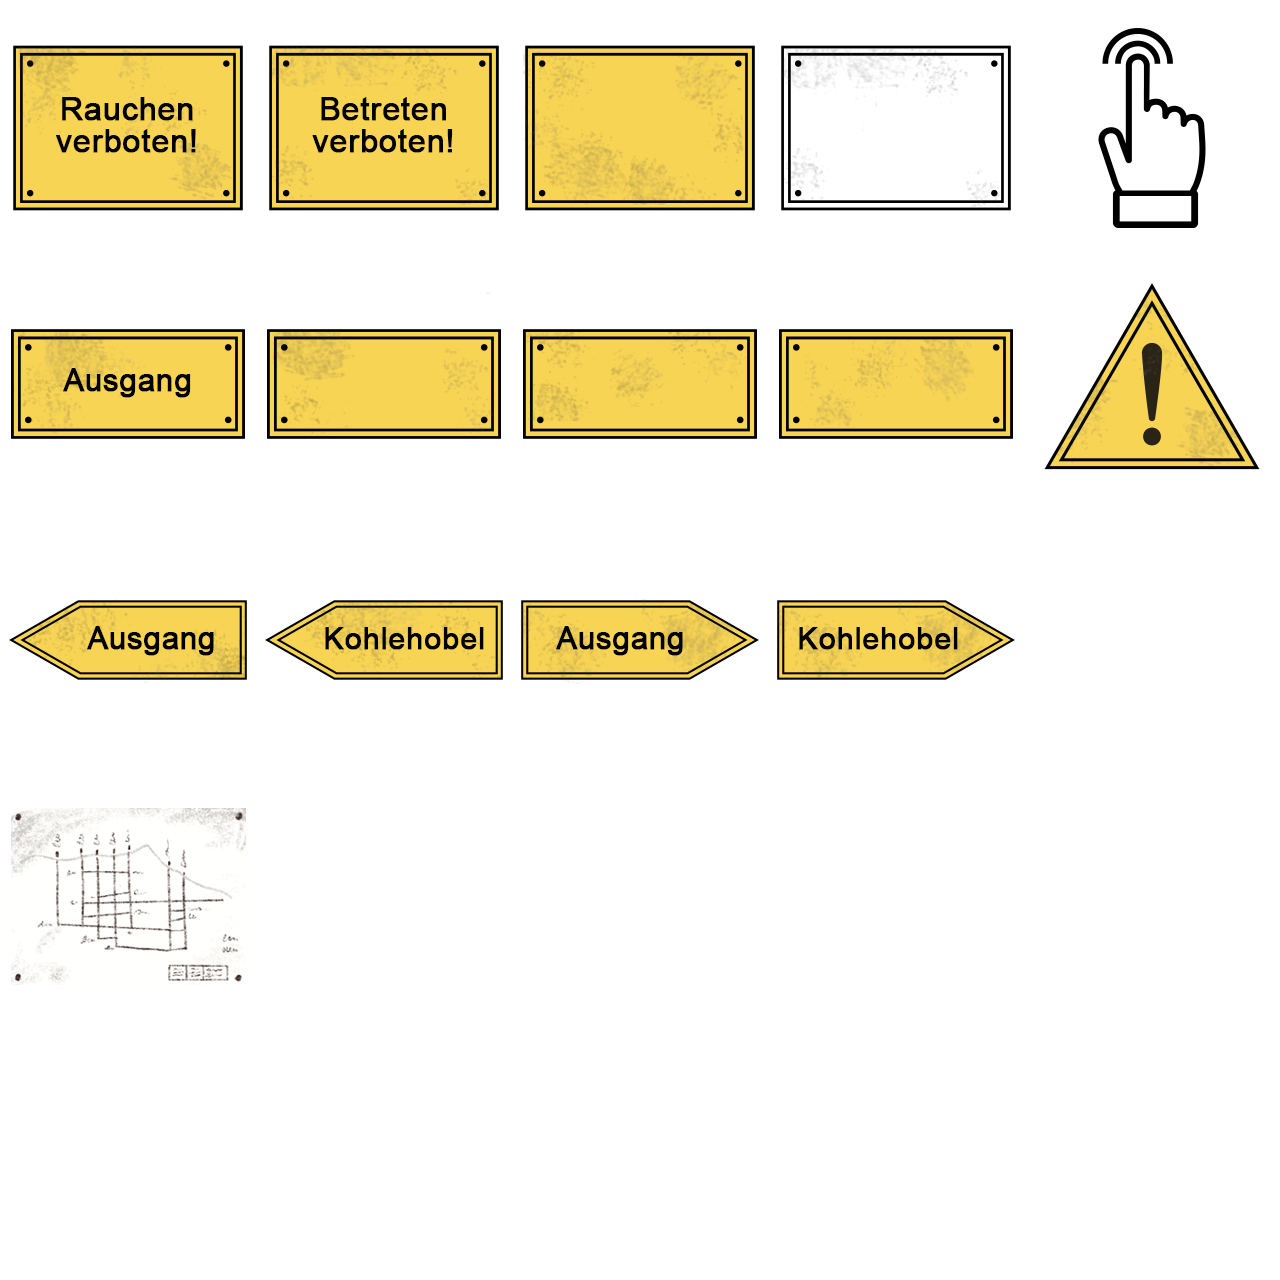 Rauchen
verboten!
Betreten
verboten!
Ausgang
Ausgang
Kohlehobel
Ausgang
Kohlehobel